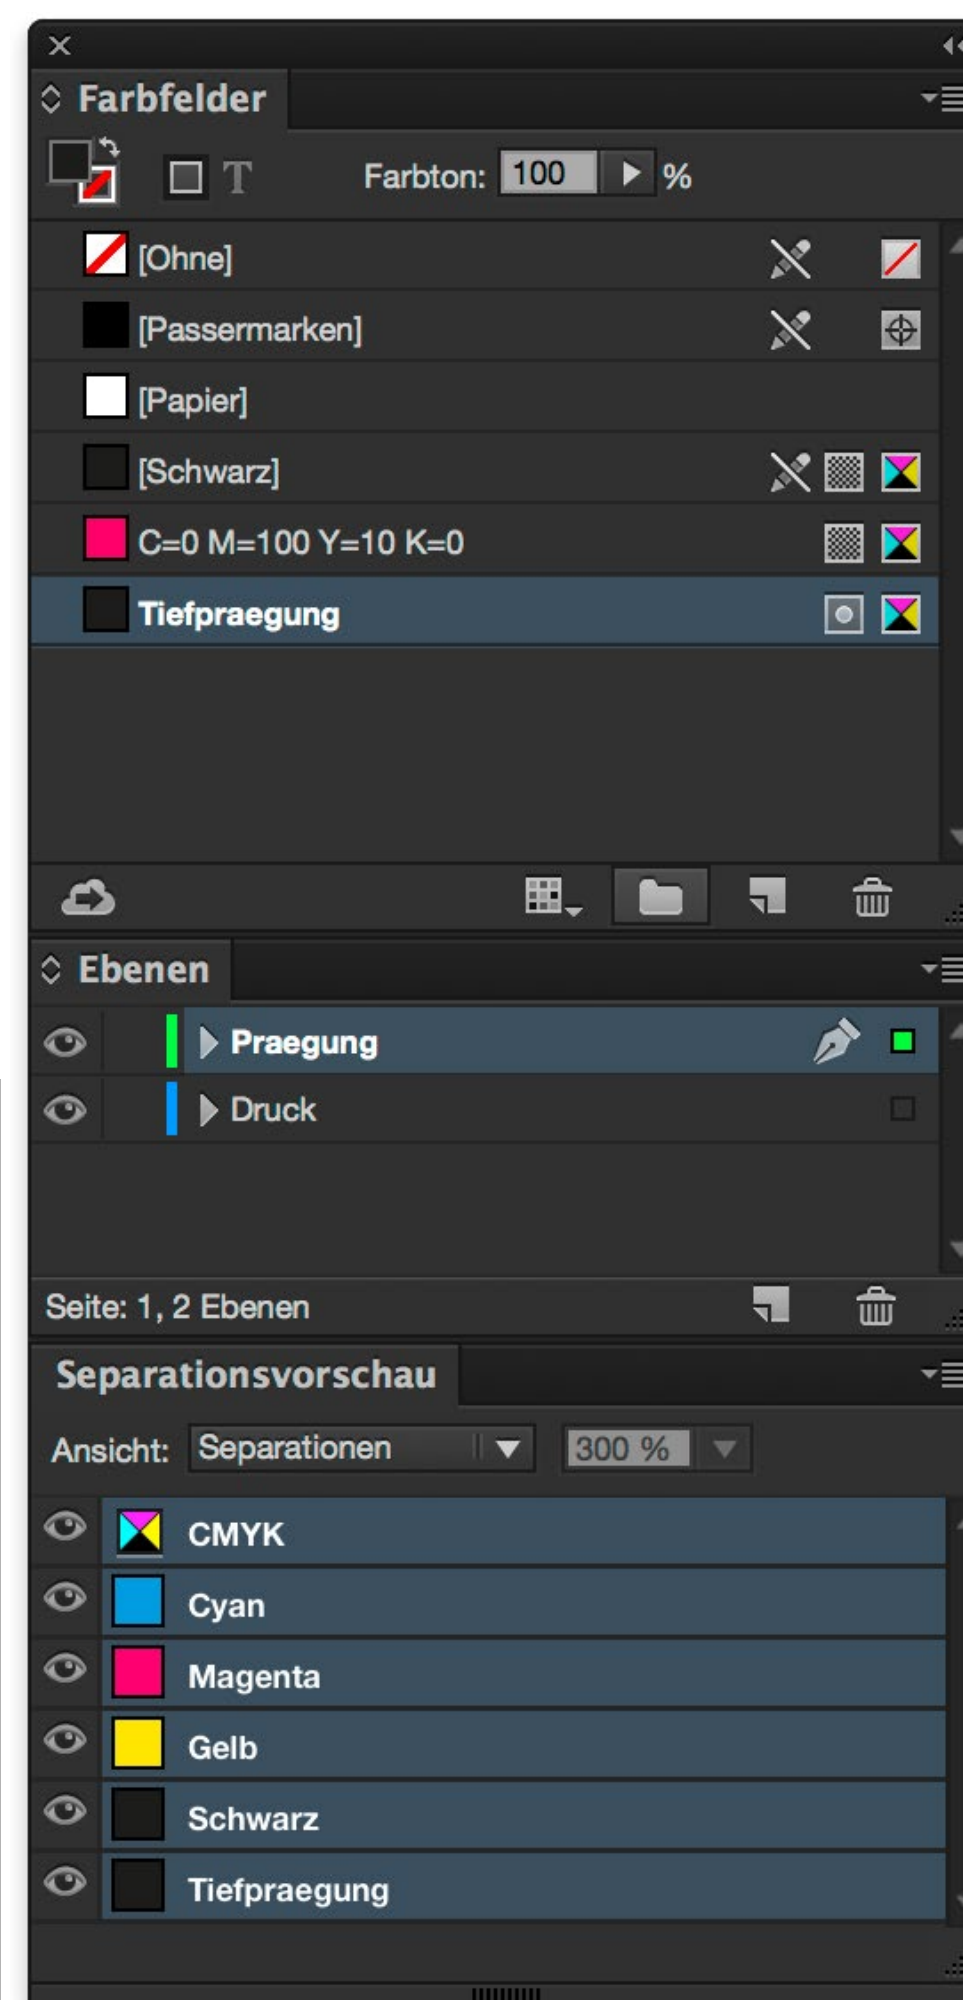 Farbfelder
T Farbton: 100 %
[Ohne]
[Passermarken]
[Papier]
[Schwarz]
C=0 M=100 Y=10 K=0
Tiefpraegung
Ebenen
Praegung
Druck
Seite: 1, 2 Ebenen
Separationsvorschau
Ansicht: Separationen 300 %
CMYK
Cyan
Magenta
Gelb
Schwarz
Tiefpraegung